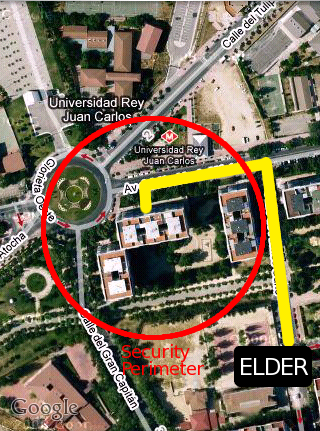 Calle del Tulip
Universidad Rey
Juan Carlos
Universidad Rey
Juan Carlos
Glorieta
Av
Atocha
Calle del Gran Capitán
Security
Perimeter
ELDER
Google